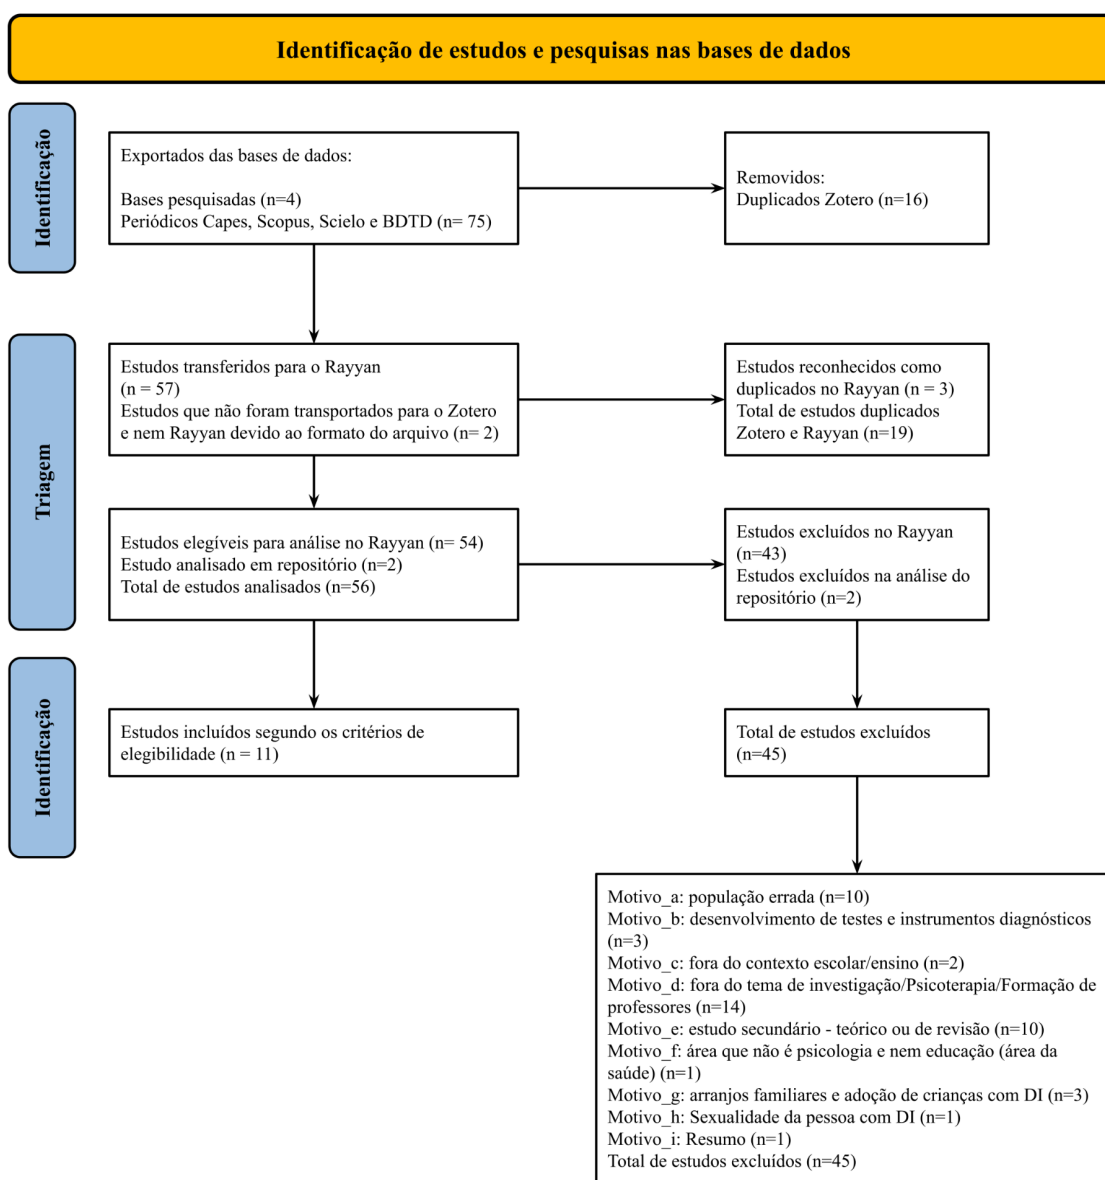 Identificação de estudos e pesquisas nas bases de dados
Identificação
Exportados das bases de dados:
Bases pesquisadas (n=4)
Periódicos Capes, Scopus, Scielo e BDTD (n= 75)
Removidos:
Duplicados Zotero (n=16)
Triagem
Estudos transferidos para o Rayyan
(n = 57)
Estudos que não foram transportados para o Zotero
e nem Rayyan devido ao formato do arquivo (n= 2)
Estudos reconhecidos como
duplicados no Rayyan (n = 3)
Total de estudos duplicados
Zotero e Rayyan (n=19)
Estudos elegíveis para análise no Rayyan (n= 54)
Estudo analisado em repositório (n=2)
Total de estudos analisados (n=56)
Estudos excluídos no Rayyan
(n=43)
Estudos excluídos na análise do
repositório (n=2)
Identificação
Estudos incluídos segundo os critérios de
elegibilidade (n = 11)
Total de estudos excluídos
(n=45)
Motivo_a: população errada (n=10)
Motivo_b: desenvolvimento de testes e instrumentos diagnósticos
(n=3)
Motivo_c: fora do contexto escolar/ensino (n=2)
Motivo_d: fora do tema de investigação/Psicoterapia/Formação de
professores (n=14)
Motivo_e: estudo secundário - teórico ou de revisão (n=10)
Motivo_f: área que não é psicologia e nem educação (área da
saúde) (n=1)
Motivo_g: arranjos familiares e adoção de crianças com DI (n=3)
Motivo_h: Sexualidade da pessoa com DI (n=1)
Motivo_i: Resumo (n=1)
Total de estudos excluídos (n=45)